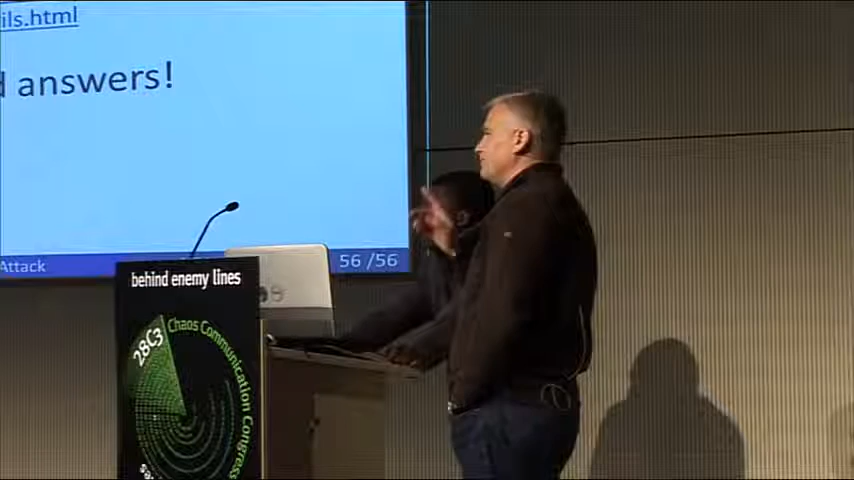 ils.html
d answers!
Attack
56 /56
behind enemy lines
28C3
Chaos Communication Congress